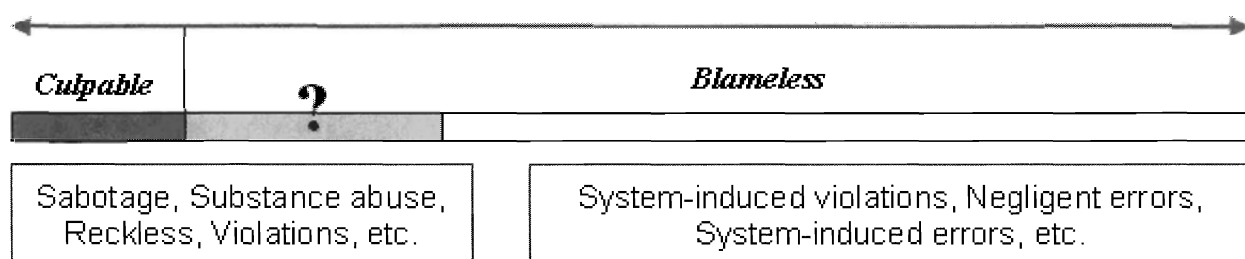 Culpable
?
Blameless
Sabotage, Substance abuse,
Reckless, Violations, etc.
System-induced violations, Negligent errors,
System-induced errors, etc.